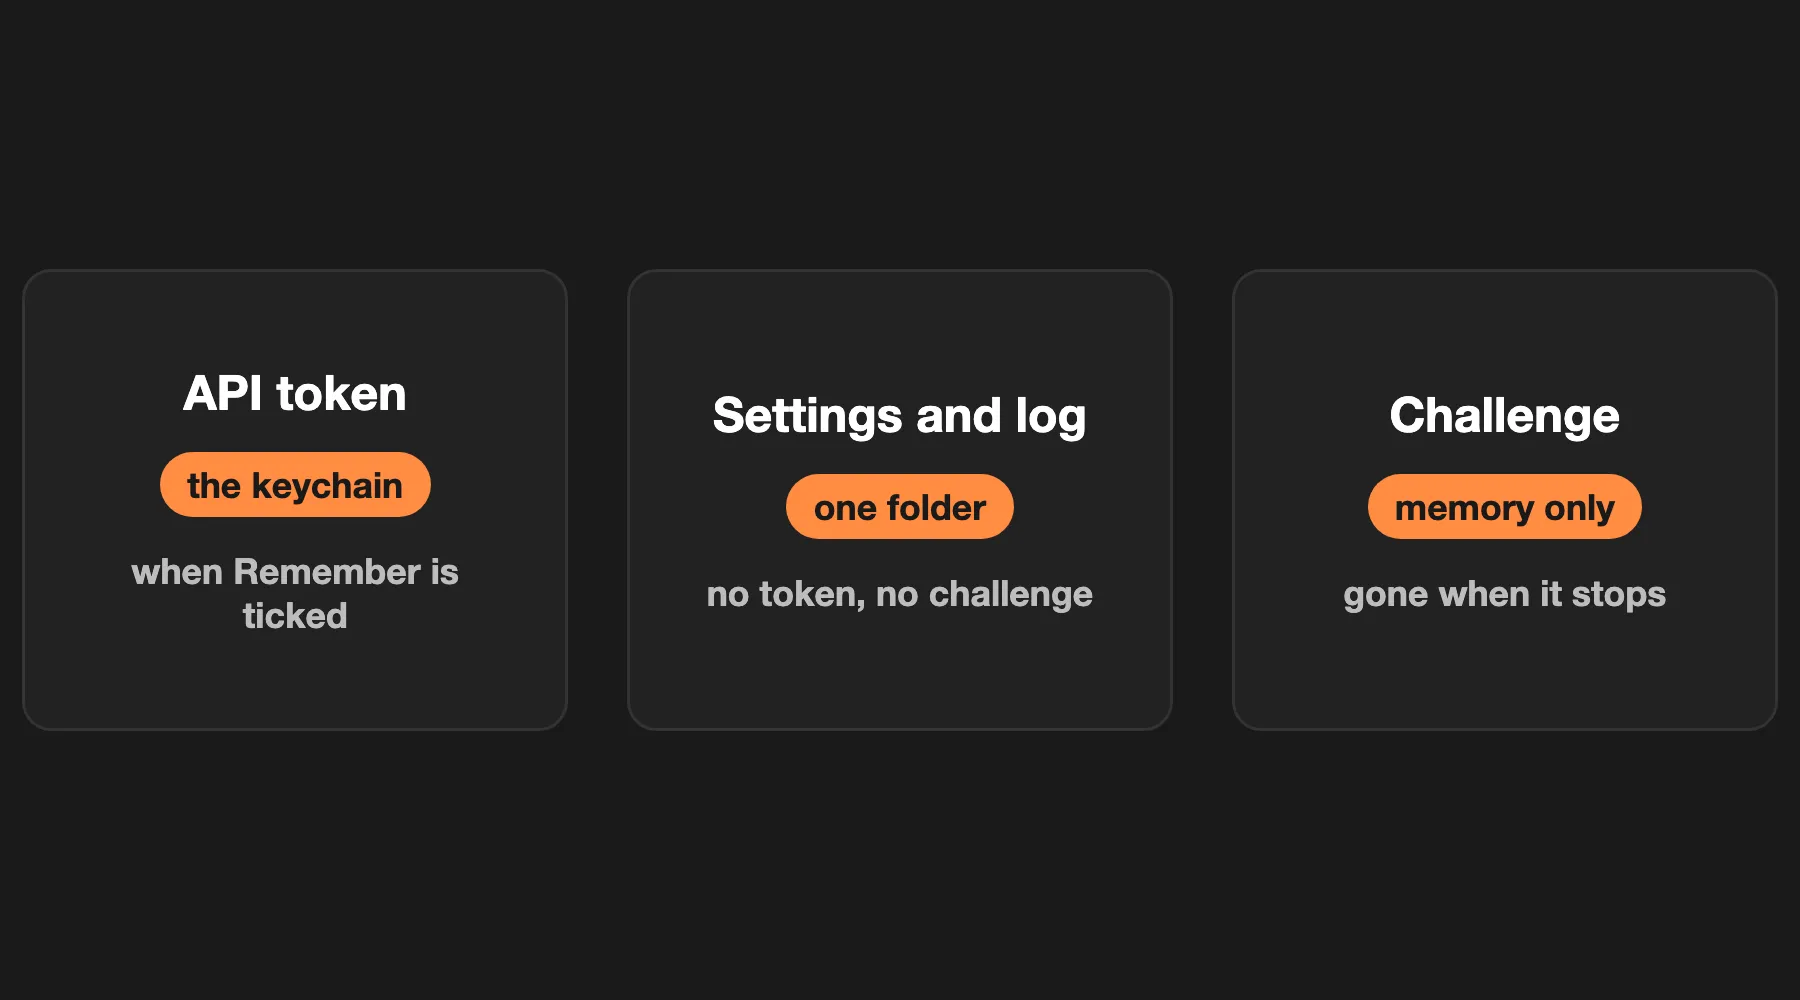 API token
the keychain
when Remember is
ticked
Settings and log
one folder
no token, no challenge
Challenge
memory only
gone when it stops